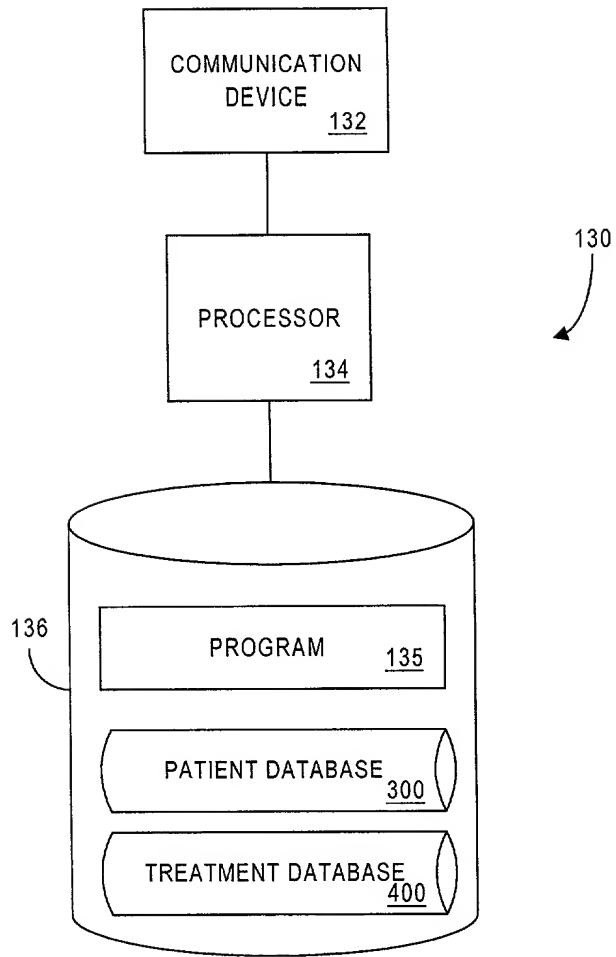 COMMUNICATION
DEVICE
132
130
PROCESSOR
134
136
PROGRAM
135
PATIENT DATABASE
300
TREATMENT DATABASE
400